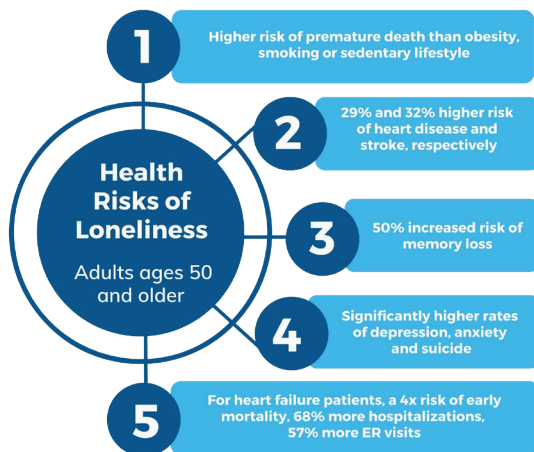 Health
Risks of
Loneliness
Adults ages 50
and older
1
Higher risk of premature death than obesity,
smoking or sedentary lifestyle
2
29% and 32% higher risk
of heart disease and
stroke, respectively
3
50% increased risk of
memory loss
4
Significantly higher rates
of depression, anxiety
and suicide
5
For heart failure patients, a 4x risk of early
mortality, 68% more hospitalizations,
57% more ER visits